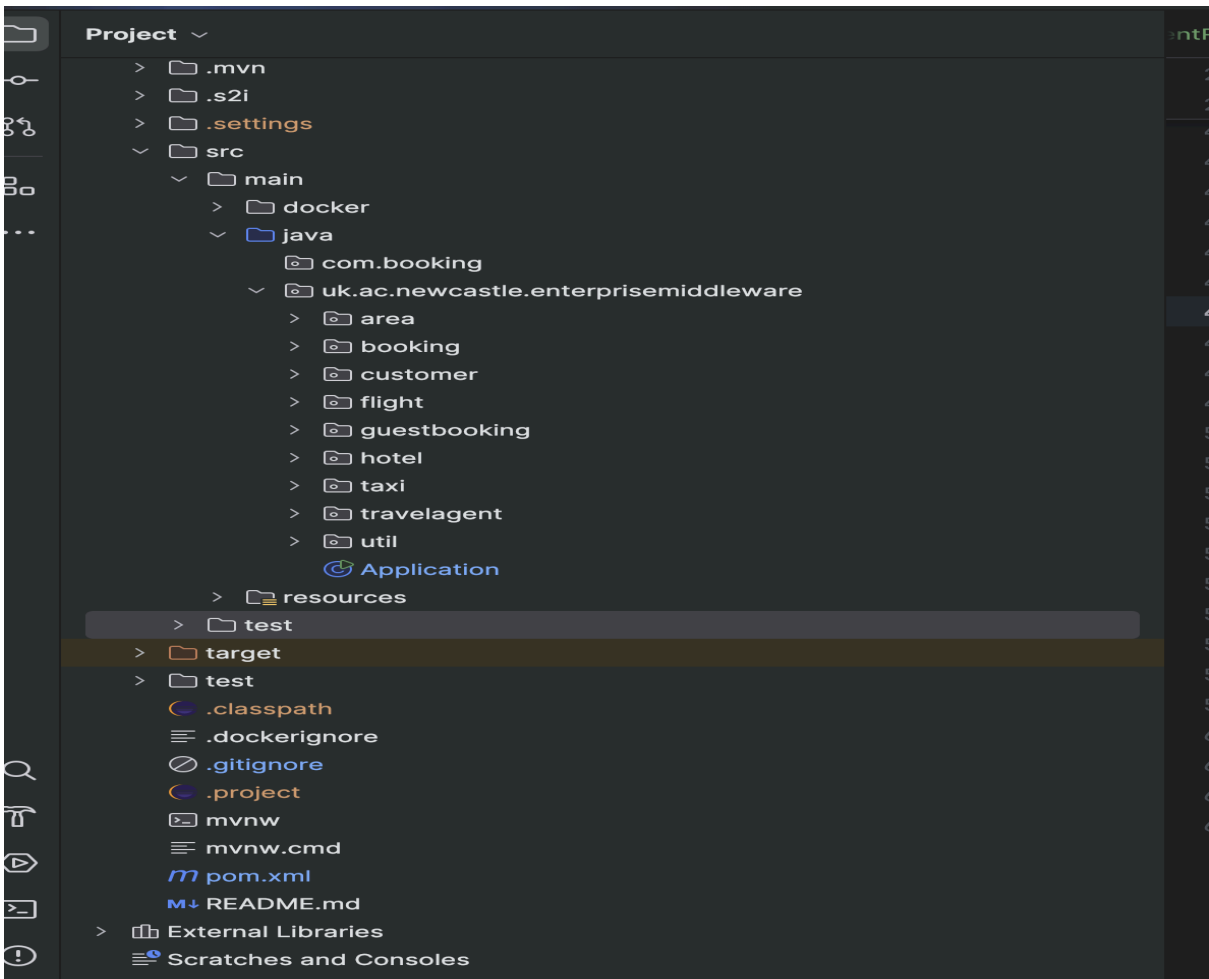 Project
.mvn
.s2i
.settings
src
main
docker
java
com.booking
uk.ac.newcastle.enterprisemiddleware
area
booking
customer
flight
guestbooking
hotel
taxi
travelagent
util
Application
resources
test
target
test
.classpath
.dockerignore
.gitignore
.project
mvnw
mvnw.cmd
pom.xml
README.md
External Libraries
Scratches and Consoles